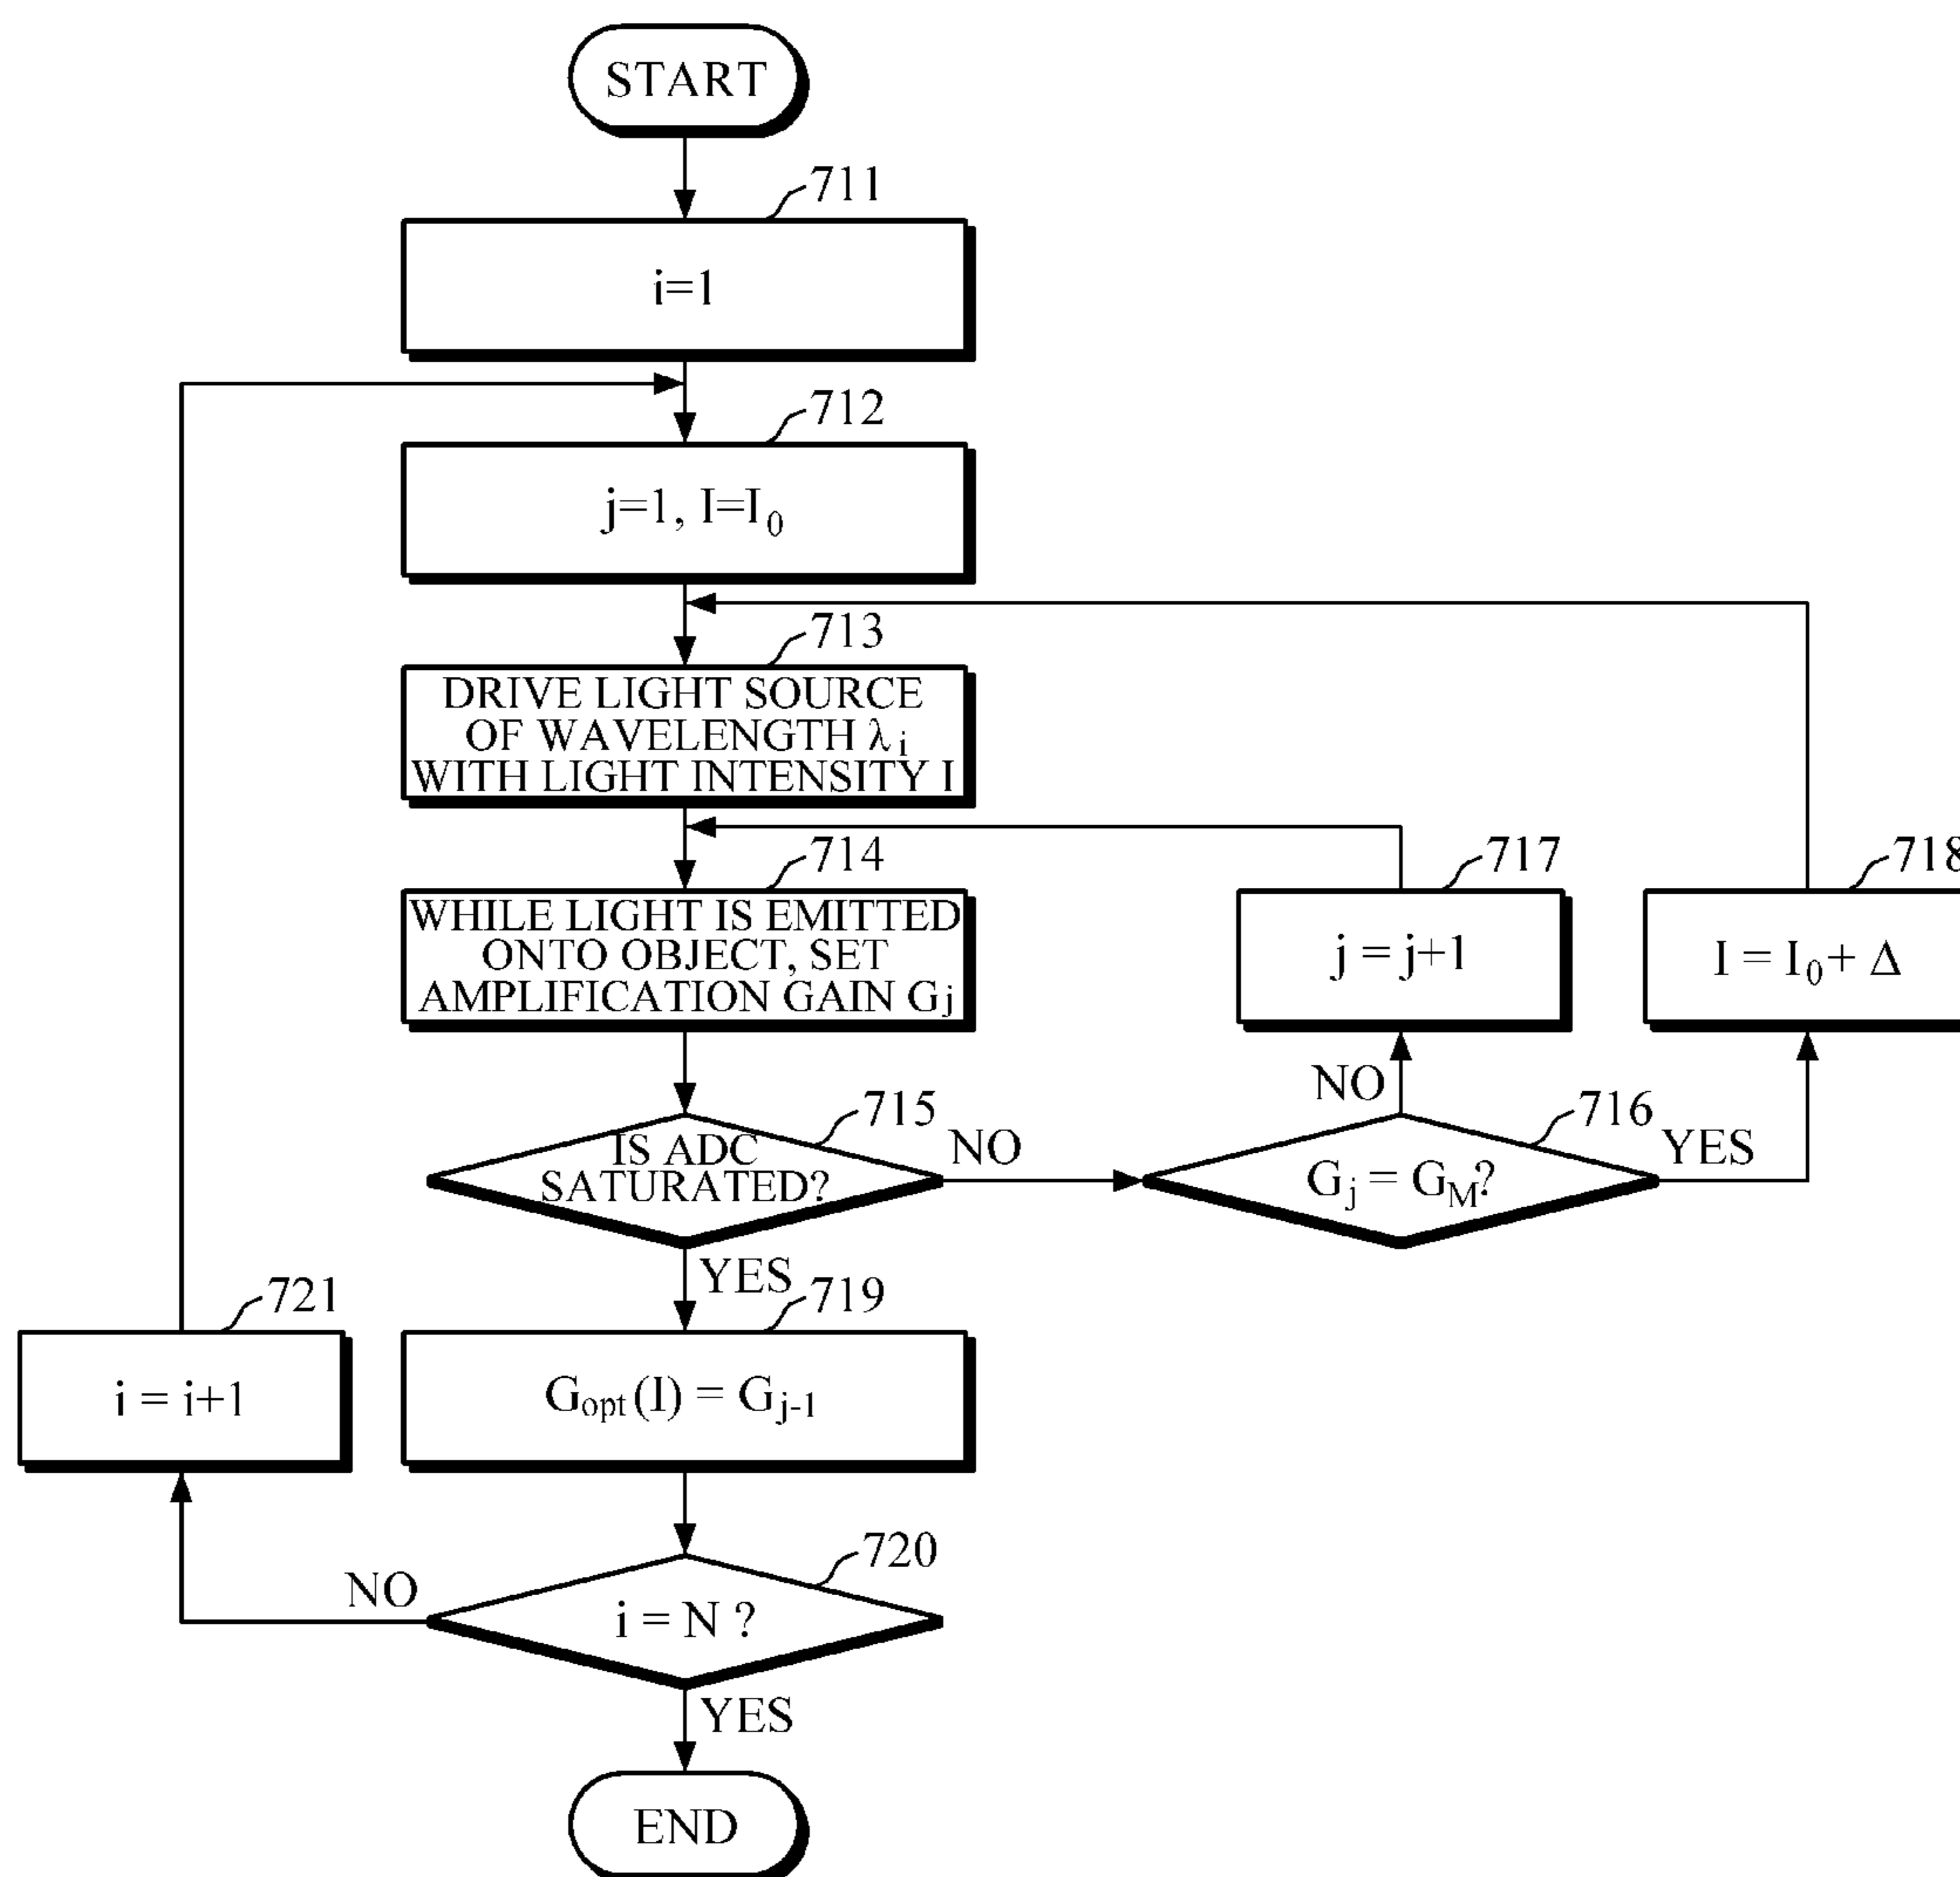 START
711
i=1
712
j=1, I=I₀
713
DRIVE LIGHT SOURCE
OF WAVELENGTH λᵢ
WITH LIGHT INTENSITY I
714
WHILE LIGHT IS EMITTED
ONTO OBJECT, SET
AMPLIFICATION GAIN Gj
717
j = j+1
718
I = I₀ + Δ
715
IS ADC
SATURATED?
NO
NO
716
Gj = GM?
YES
YES
719
Gopt(I) = Gj-1
721
i = i+1
720
i = N ?
NO
YES
END